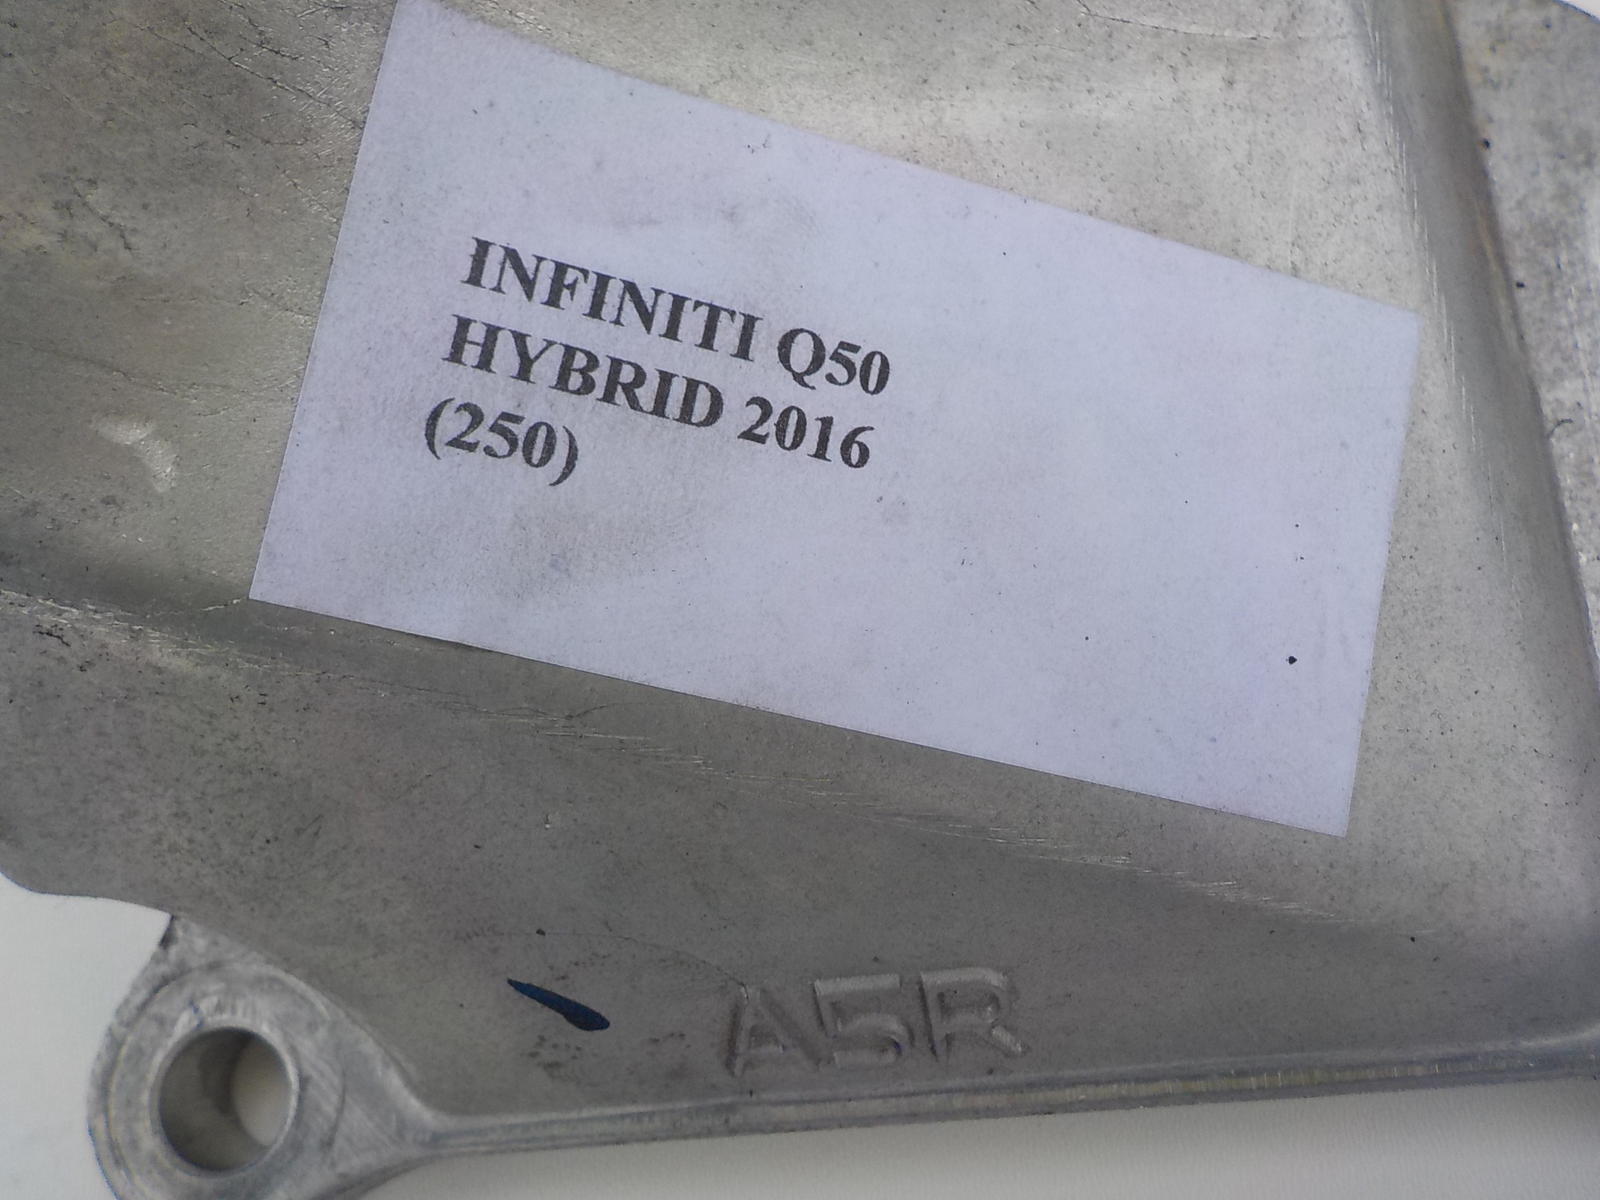 INFINITI Q50
HYBRID 2016
(250)
A5R